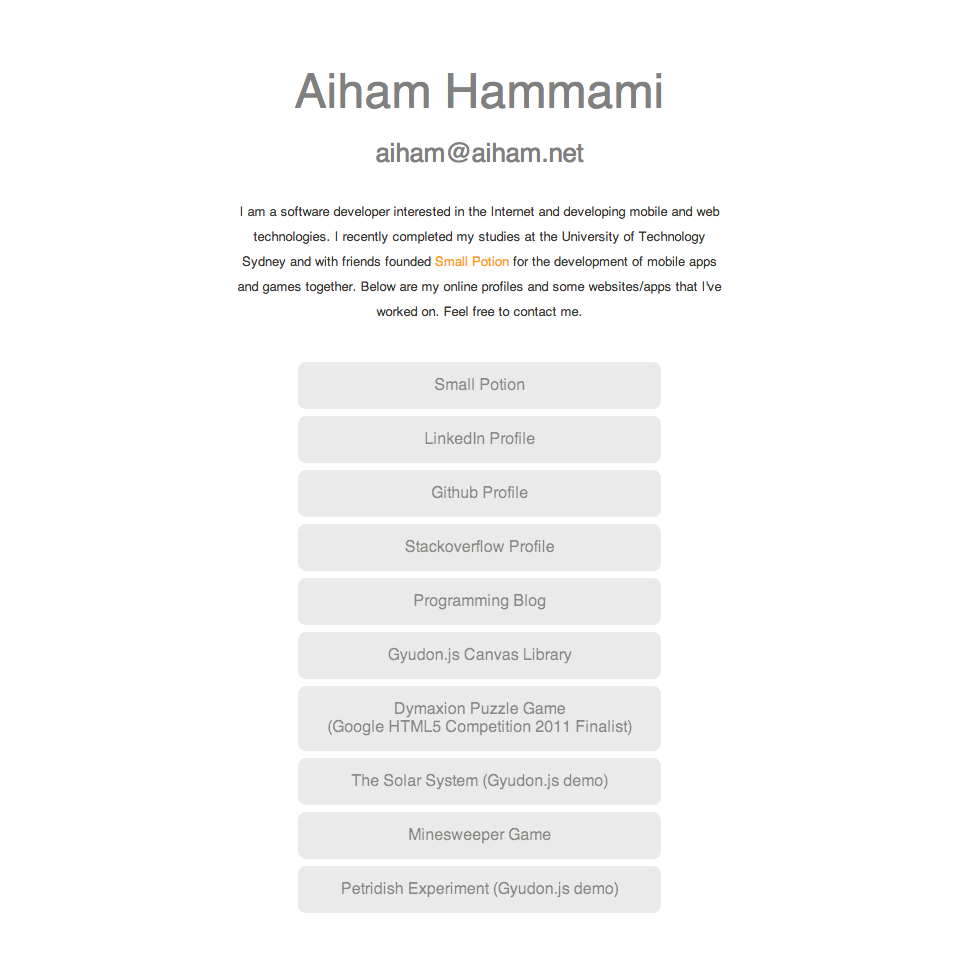 Aiham Hammami
aiham@aiham.net
I am a software developer interested in the Internet and developing mobile and web
technologies. I recently completed my studies at the University of Technology
Sydney and with friends founded Small Potion for the development of mobile apps
and games together. Below are my online profiles and some websites/apps that I've
worked on. Feel free to contact me.
Small Potion
LinkedIn Profile
Github Profile
Stackoverflow Profile
Programming Blog
Gyudon.js Canvas Library
Dymaxion Puzzle Game
(Google HTML5 Competition 2011 Finalist)
The Solar System (Gyudon.js demo)
Minesweeper Game
Petridish Experiment (Gyudon.js demo)